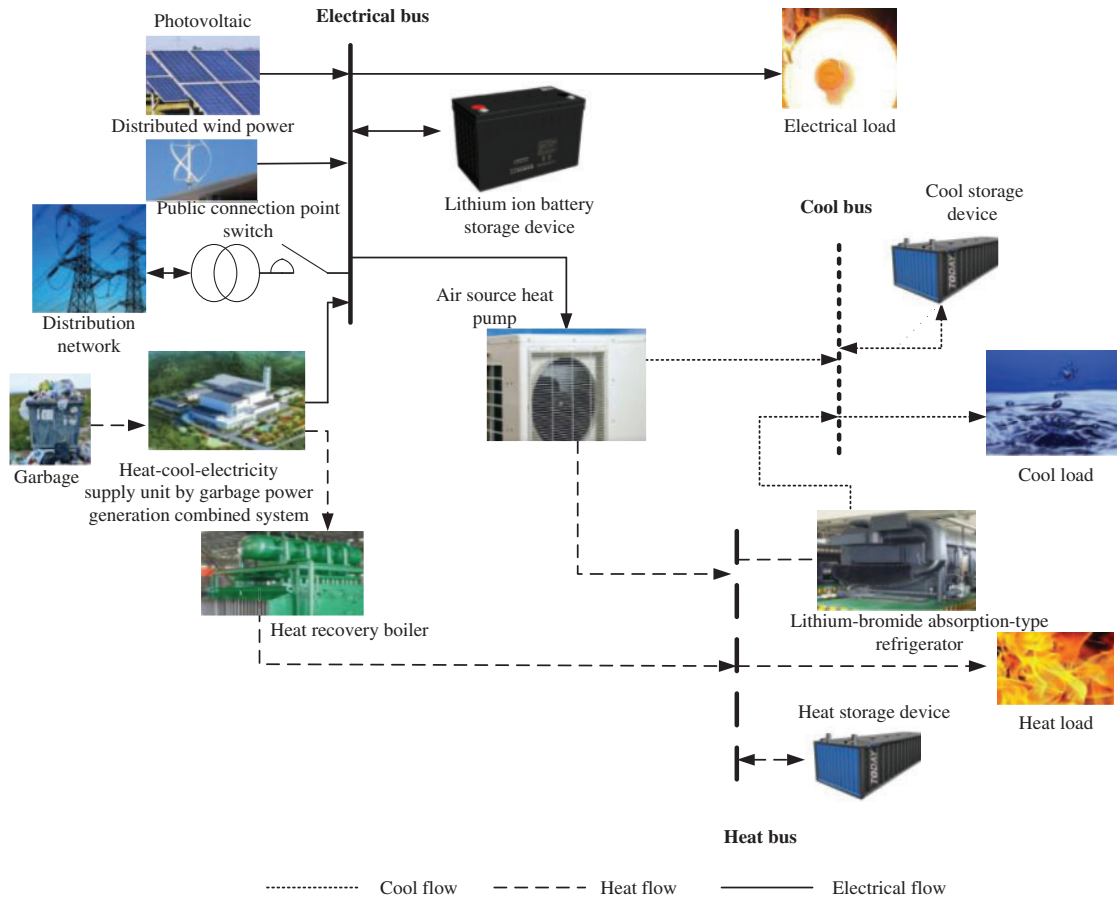 Photovoltaic
Electrical bus
Distributed wind power
Electrical load
Public connection point
switch
Lithium ion battery
storage device
Cool bus
Cool storage
device
TODAY
Air source heat
pump
Distribution
network
Garbage
Heat-cool-electricity
supply unit by garbage power
generation combined system
Cool load
Heat recovery boiler
Lithium-bromide absorption-type
refrigerator
Heat storage device
TODAY
Heat load
Heat bus
Cool flow
Heat flow
Electrical flow